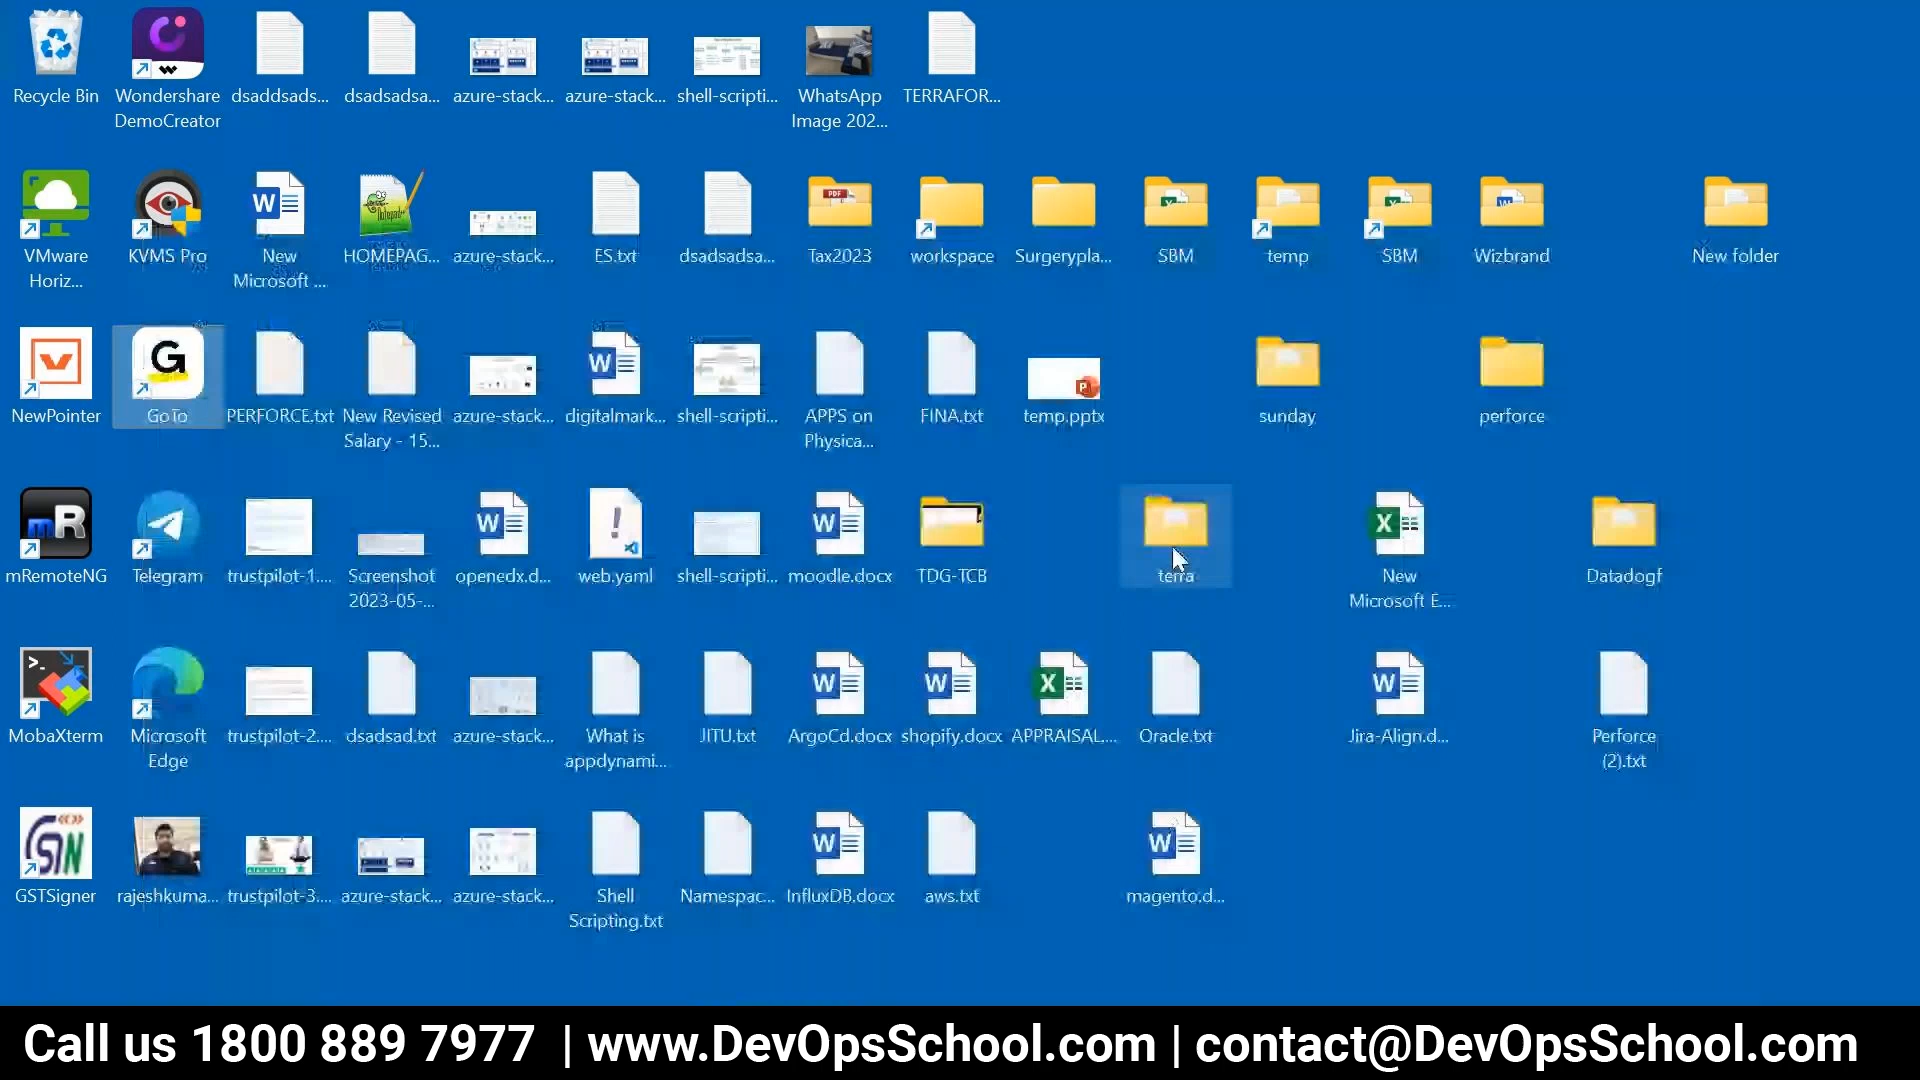 Recycle Bin
Wondershare
DemoCreator
dsaddsads...
dsadsadsa...
azure-stack...
azure-stack...
shell-scripti...
WhatsApp
Image 202...
TERRAFOR...
VMware
Horiz...
KVMS Pro
New
Microsoft ...
HOMEPAG...
azure-stack...
ES.txt
dsadsadsa...
Tax2023
workspace
Surgerypla...
SBM
temp
SBM
Wizbrand
New folder
NewPointer
GoTo
PERFORCE.txt
New Revised
Salary - 15...
azure-stack...
digitalmark...
shell-scripti...
APPS on
Physica...
FINA.txt
temp.pptx
sunday
perforce
mRemoteNG
Telegram
trustpilot-1....
Screenshot
2023-05-...
openedx.d...
web.yaml
shell-scripti...
moodle.docx
TDG-TCB
terra
New
Microsoft E...
Datadogf
MobaXterm
Microsoft
Edge
trustpilot-2....
dsadsad.txt
azure-stack...
What is
appdynami...
JITU.txt
ArgoCd.docx
shopify.docx
APPRAISAL....
Oracle.txt
Jira-Align.d...
Perforce
(2).txt
GSTSigner
rajeshkuma...
trustpilot-3....
azure-stack...
azure-stack...
Shell
Scripting.txt
Namespac...
InfluxDB.docx
aws.txt
magento.d...
Call us 1800 889 7977 | www.DevOpsSchool.com | contact@DevOpsSchool.com